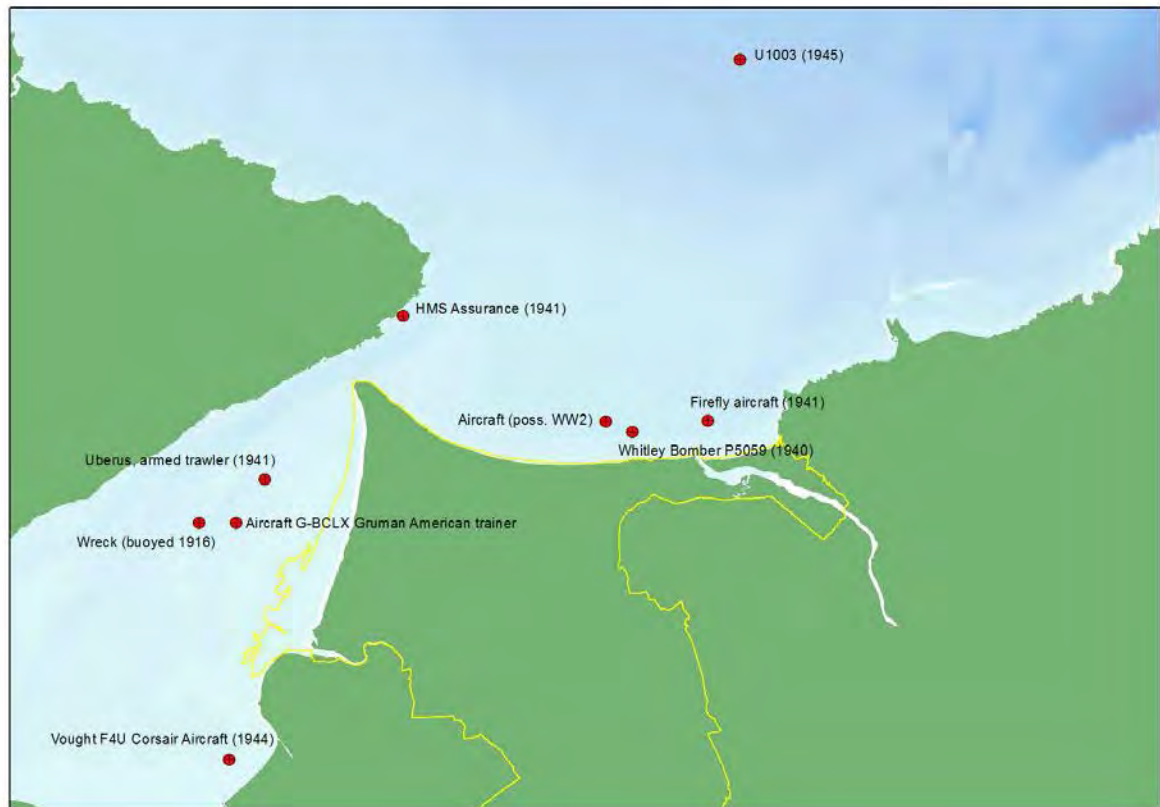 U1003 (1945)
HMS Assurance (1941)
Firefly aircraft (1941)
Aircraft (poss. WW2)
Whitley Bomber P5059 (1940)
Uberus, armed trawler (1941)
Aircraft G-BCLX Gruman American trainer
Wreck (buoyed 1916)
Vought F4U Corsair Aircraft (1944)